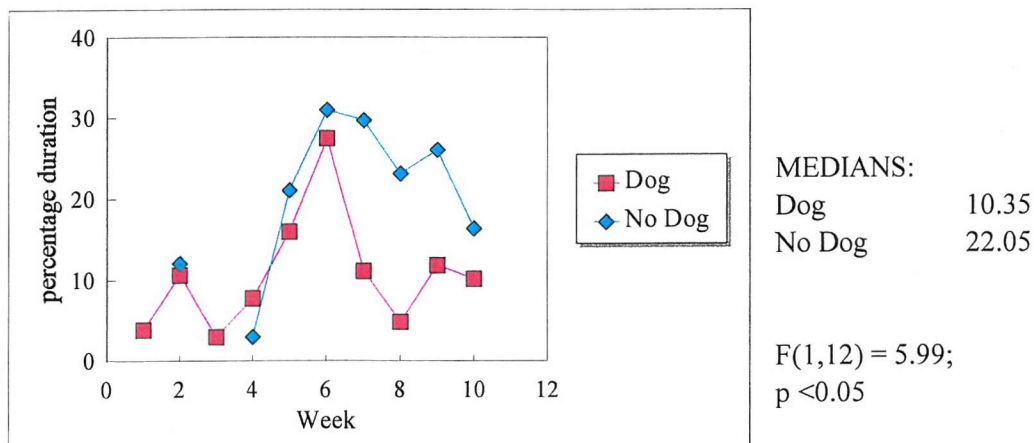 40
30
20
10
0
percentage duration
0 2 4 6 8 10 12
Week
Dog
No Dog
MEDIANS:
Dog 10.35
No Dog 22.05
F(1,12) = 5.99;
p <0.05